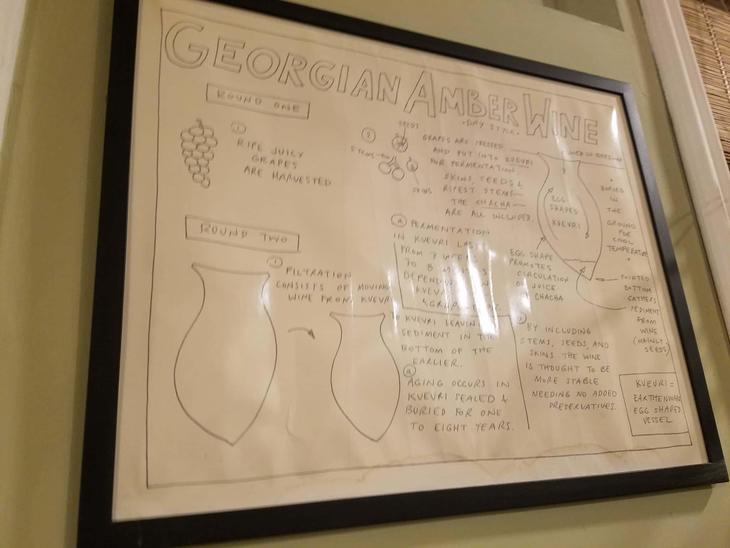 GEORGIAN AMBER WINE
- DRY STYLE -
ROUND ONE
①
RIPE JUICY
GRAPES
ARE HARVESTED
②
SEEDS
STEMS
SKINS
GRAPES ARE PRESSED
AND PUT INTO KVEVRI
FOR FERMENTATION
SKINS, SEEDS &
RIPEST STEMS
THE CHACHA
ARE ALL INCLUDED.
EGG
SHAPED
KVEVRI
BURIED
IN
THE
GROUND
FOR
COOL
TEMPERATURE
FERMENTATION
IN KVEVRI
FROM
TO 8
DEPENDING
EGG SHAPE
PROMOTES
CIRCULATION
OF JUICE
CHACHA
POINTED
BOTTOM
GATHERS
SEDIMENT
FROM
WINE
(MAINLY
SEEDS)
ROUND TWO
①
FILTRATION
CONSISTS OF MOVING
WINE FROM KVEVRI
KVEVRI LEAVING
SEDIMENT IN THE
BOTTOM OF THE
EARLIER.
②
AGING OCCURS IN
KVEVRI SEALED &
BURIED FOR ONE
TO EIGHT YEARS.
BY INCLUDING
STEMS, SEEDS, AND
SKINS THE WINE
IS THOUGHT TO BE
MORE STABLE
NEEDING NO ADDED
PRESERVATIVES.
KVEVRI =
EARTHENWARE
EGG SHAPED
VESSEL